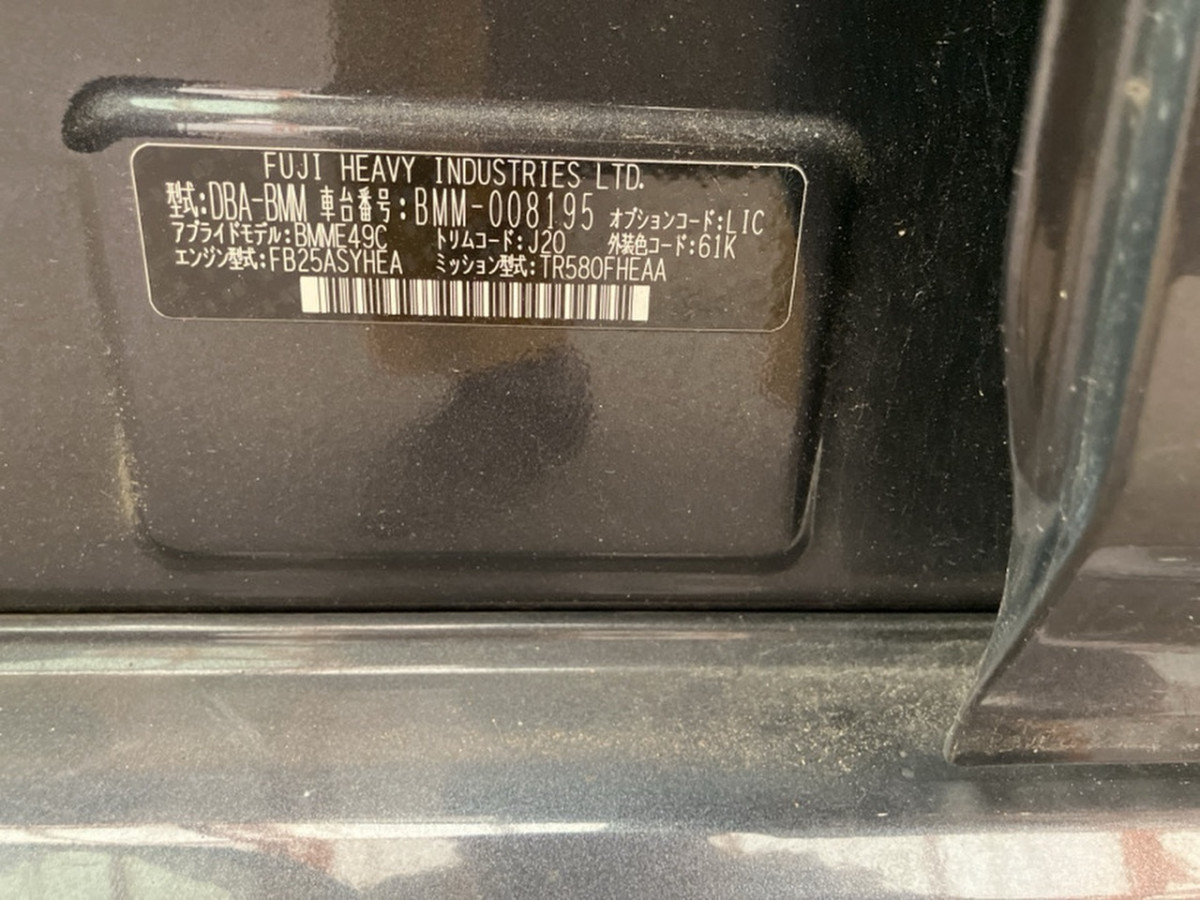 FUJI HEAVY INDUSTRIES LTD.
型式:DBA-BMM 車台番号:BMM-008195 オプションコード:LIC
アプライドモデル:BMME49C トリムコード:J20 外装色コード:61K
エンジン型式:FB25ASYHEA ミッション型式:TR580FHEAA